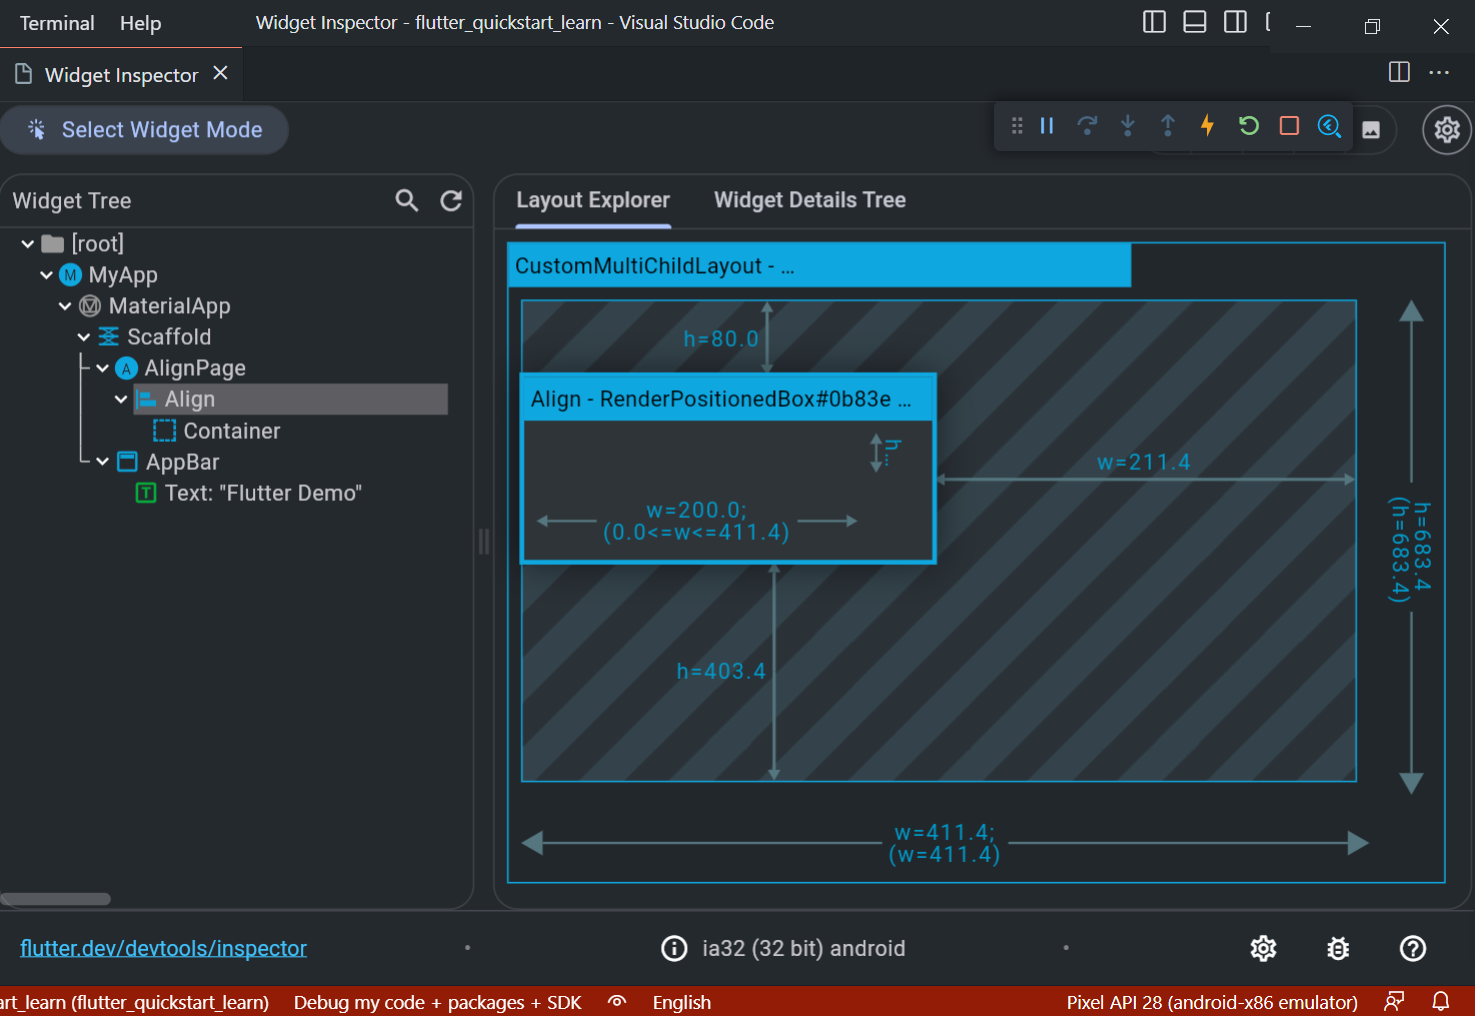 Terminal Help Widget Inspector - flutter_quickstart_learn - Visual Studio Code
Widget Inspector
Select Widget Mode
Widget Tree
[root]
M MyApp
MaterialApp
Scaffold
A AlignPage
Align
Container
AppBar
T Text: "Flutter Demo"
Layout Explorer Widget Details Tree
CustomMultiChildLayout - ...
h=80.0
Align - RenderPositionedBox#0b83e ...
h...
w=200.0;
(0.0<=w<=411.4)
w=211.4
h=403.4
h=683.4
(h=683.4)
w=411.4;
(w=411.4)
flutter.dev/devtools/inspector • ia32 (32 bit) android •
art_learn (flutter_quickstart_learn) Debug my code + packages + SDK English Pixel API 28 (android-x86 emulator)